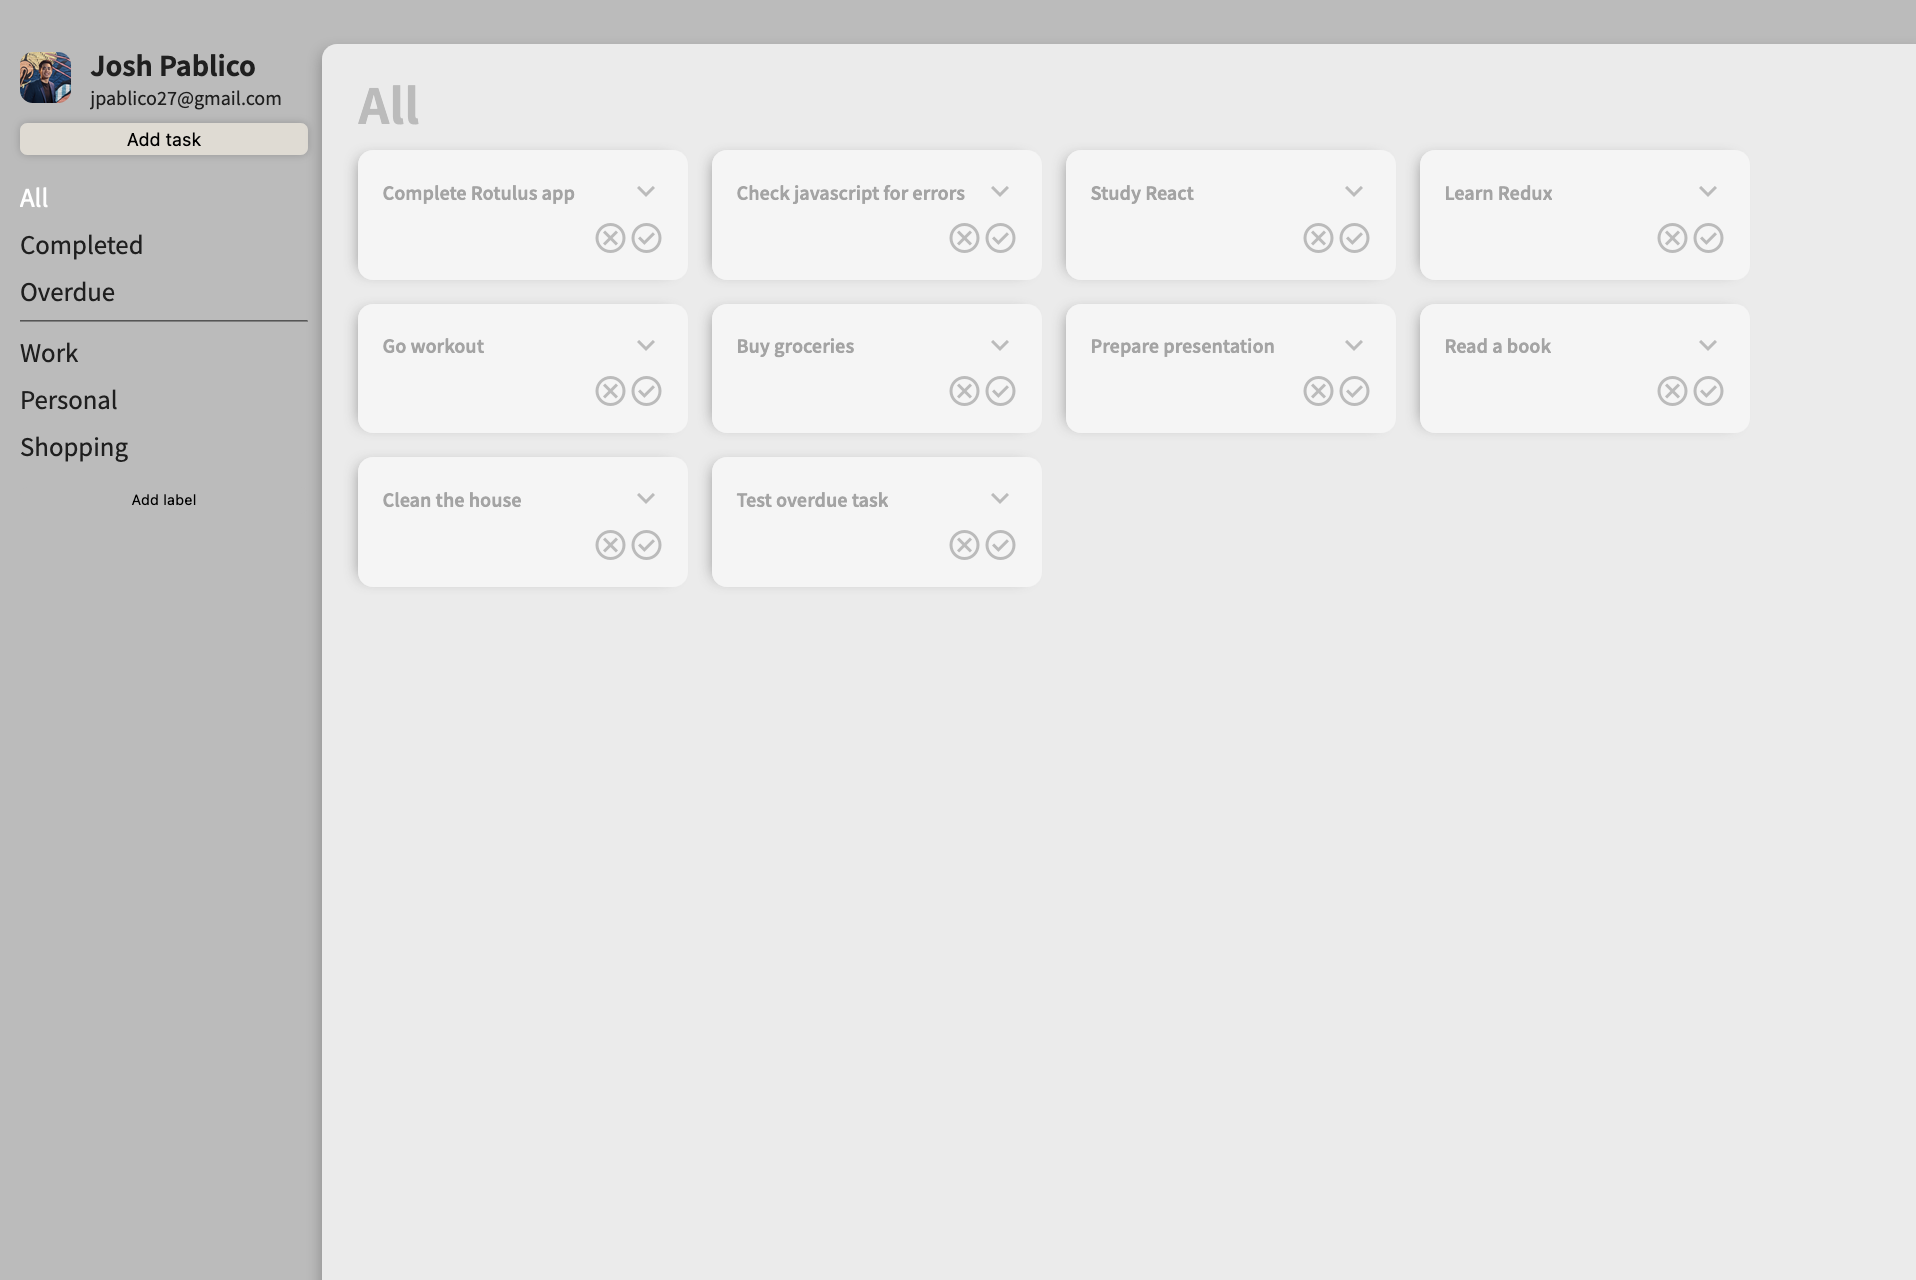 Josh Pablico
jpablico27@gmail.com
Add task
All
Completed
Overdue
Work
Personal
Shopping
Add label
All
Complete Rotulus app
Check javascript for errors
Study React
Learn Redux
Go workout
Buy groceries
Prepare presentation
Read a book
Clean the house
Test overdue task